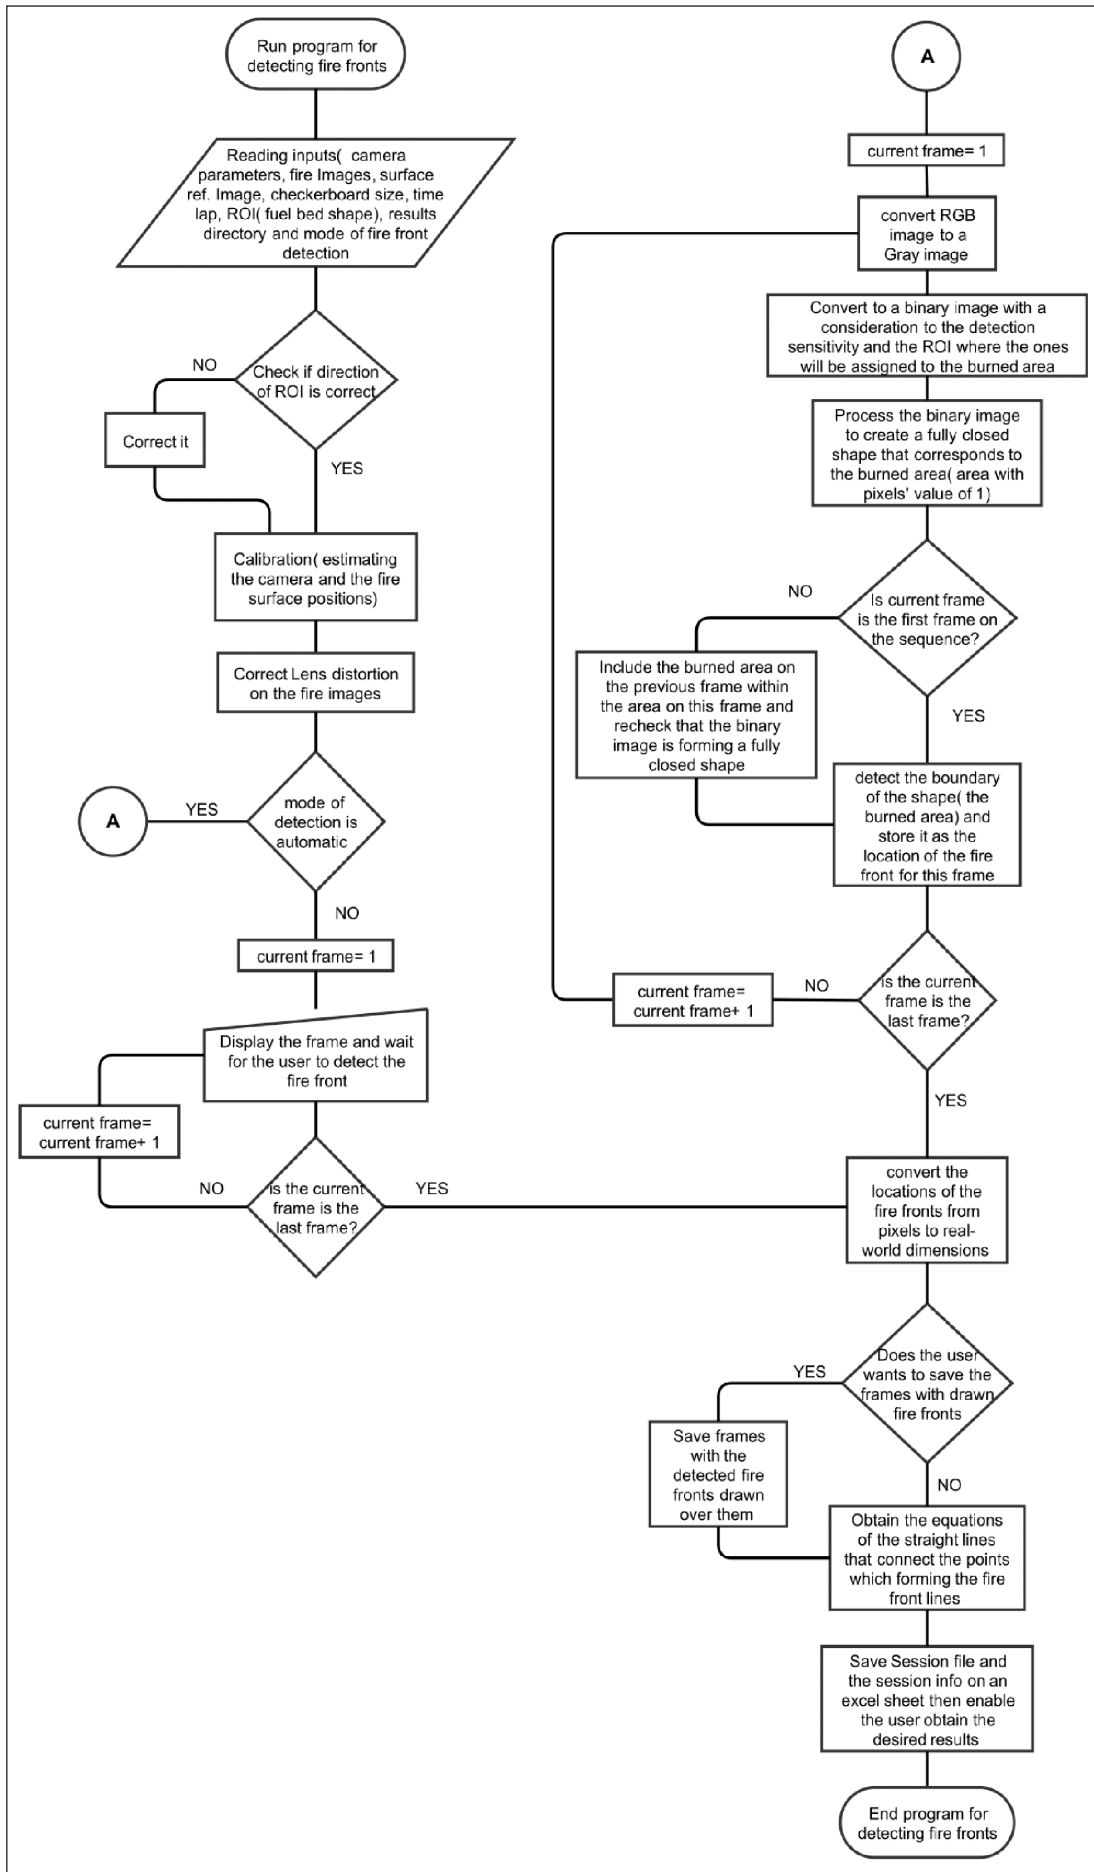 Run program for
detecting fire fronts
Reading inputs( camera
parameters, fire Images, surface
ref. Image, checkerboard size, time
lap, ROI( fuel bed shape), results
directory and mode of fire front
detection
NO
Check if direction
of ROI is correct
Correct it
YES
Calibration( estimating
the camera and the fire
surface positions)
Correct Lens distortion
on the fire images
A
YES
mode of
detection is
automatic
NO
current frame= 1
Display the frame and wait
for the user to detect the
fire front
current frame=
current frame+ 1
NO
is the current
frame is the
last frame?
YES
A
current frame= 1
convert RGB
image to a
Gray image
Convert to a binary image with a
consideration to the detection
sensitivity and the ROI where the ones
will be assigned to the burned area
Process the binary image
to create a fully closed
shape that corresponds to
the burned area( area with
pixels' value of 1)
NO
Is current frame
is the first frame on
the sequence?
Include the burned area on
the previous frame within
the area on this frame and
recheck that the binary
image is forming a fully
closed shape
YES
detect the boundary
of the shape( the
burned area) and
store it as the
location of the fire
front for this frame
current frame=
current frame+ 1
NO
is the current
frame is the
last frame?
YES
convert the
locations of the
fire fronts from
pixels to real-
world dimensions
YES
Does the user
wants to save the
frames with drawn
fire fronts
Save frames
with the
detected fire
fronts drawn
over them
NO
Obtain the equations
of the straight lines
that connect the points
which forming the fire
front lines
Save Session file and
the session info on an
excel sheet then enable
the user obtain the
desired results
End program for
detecting fire fronts